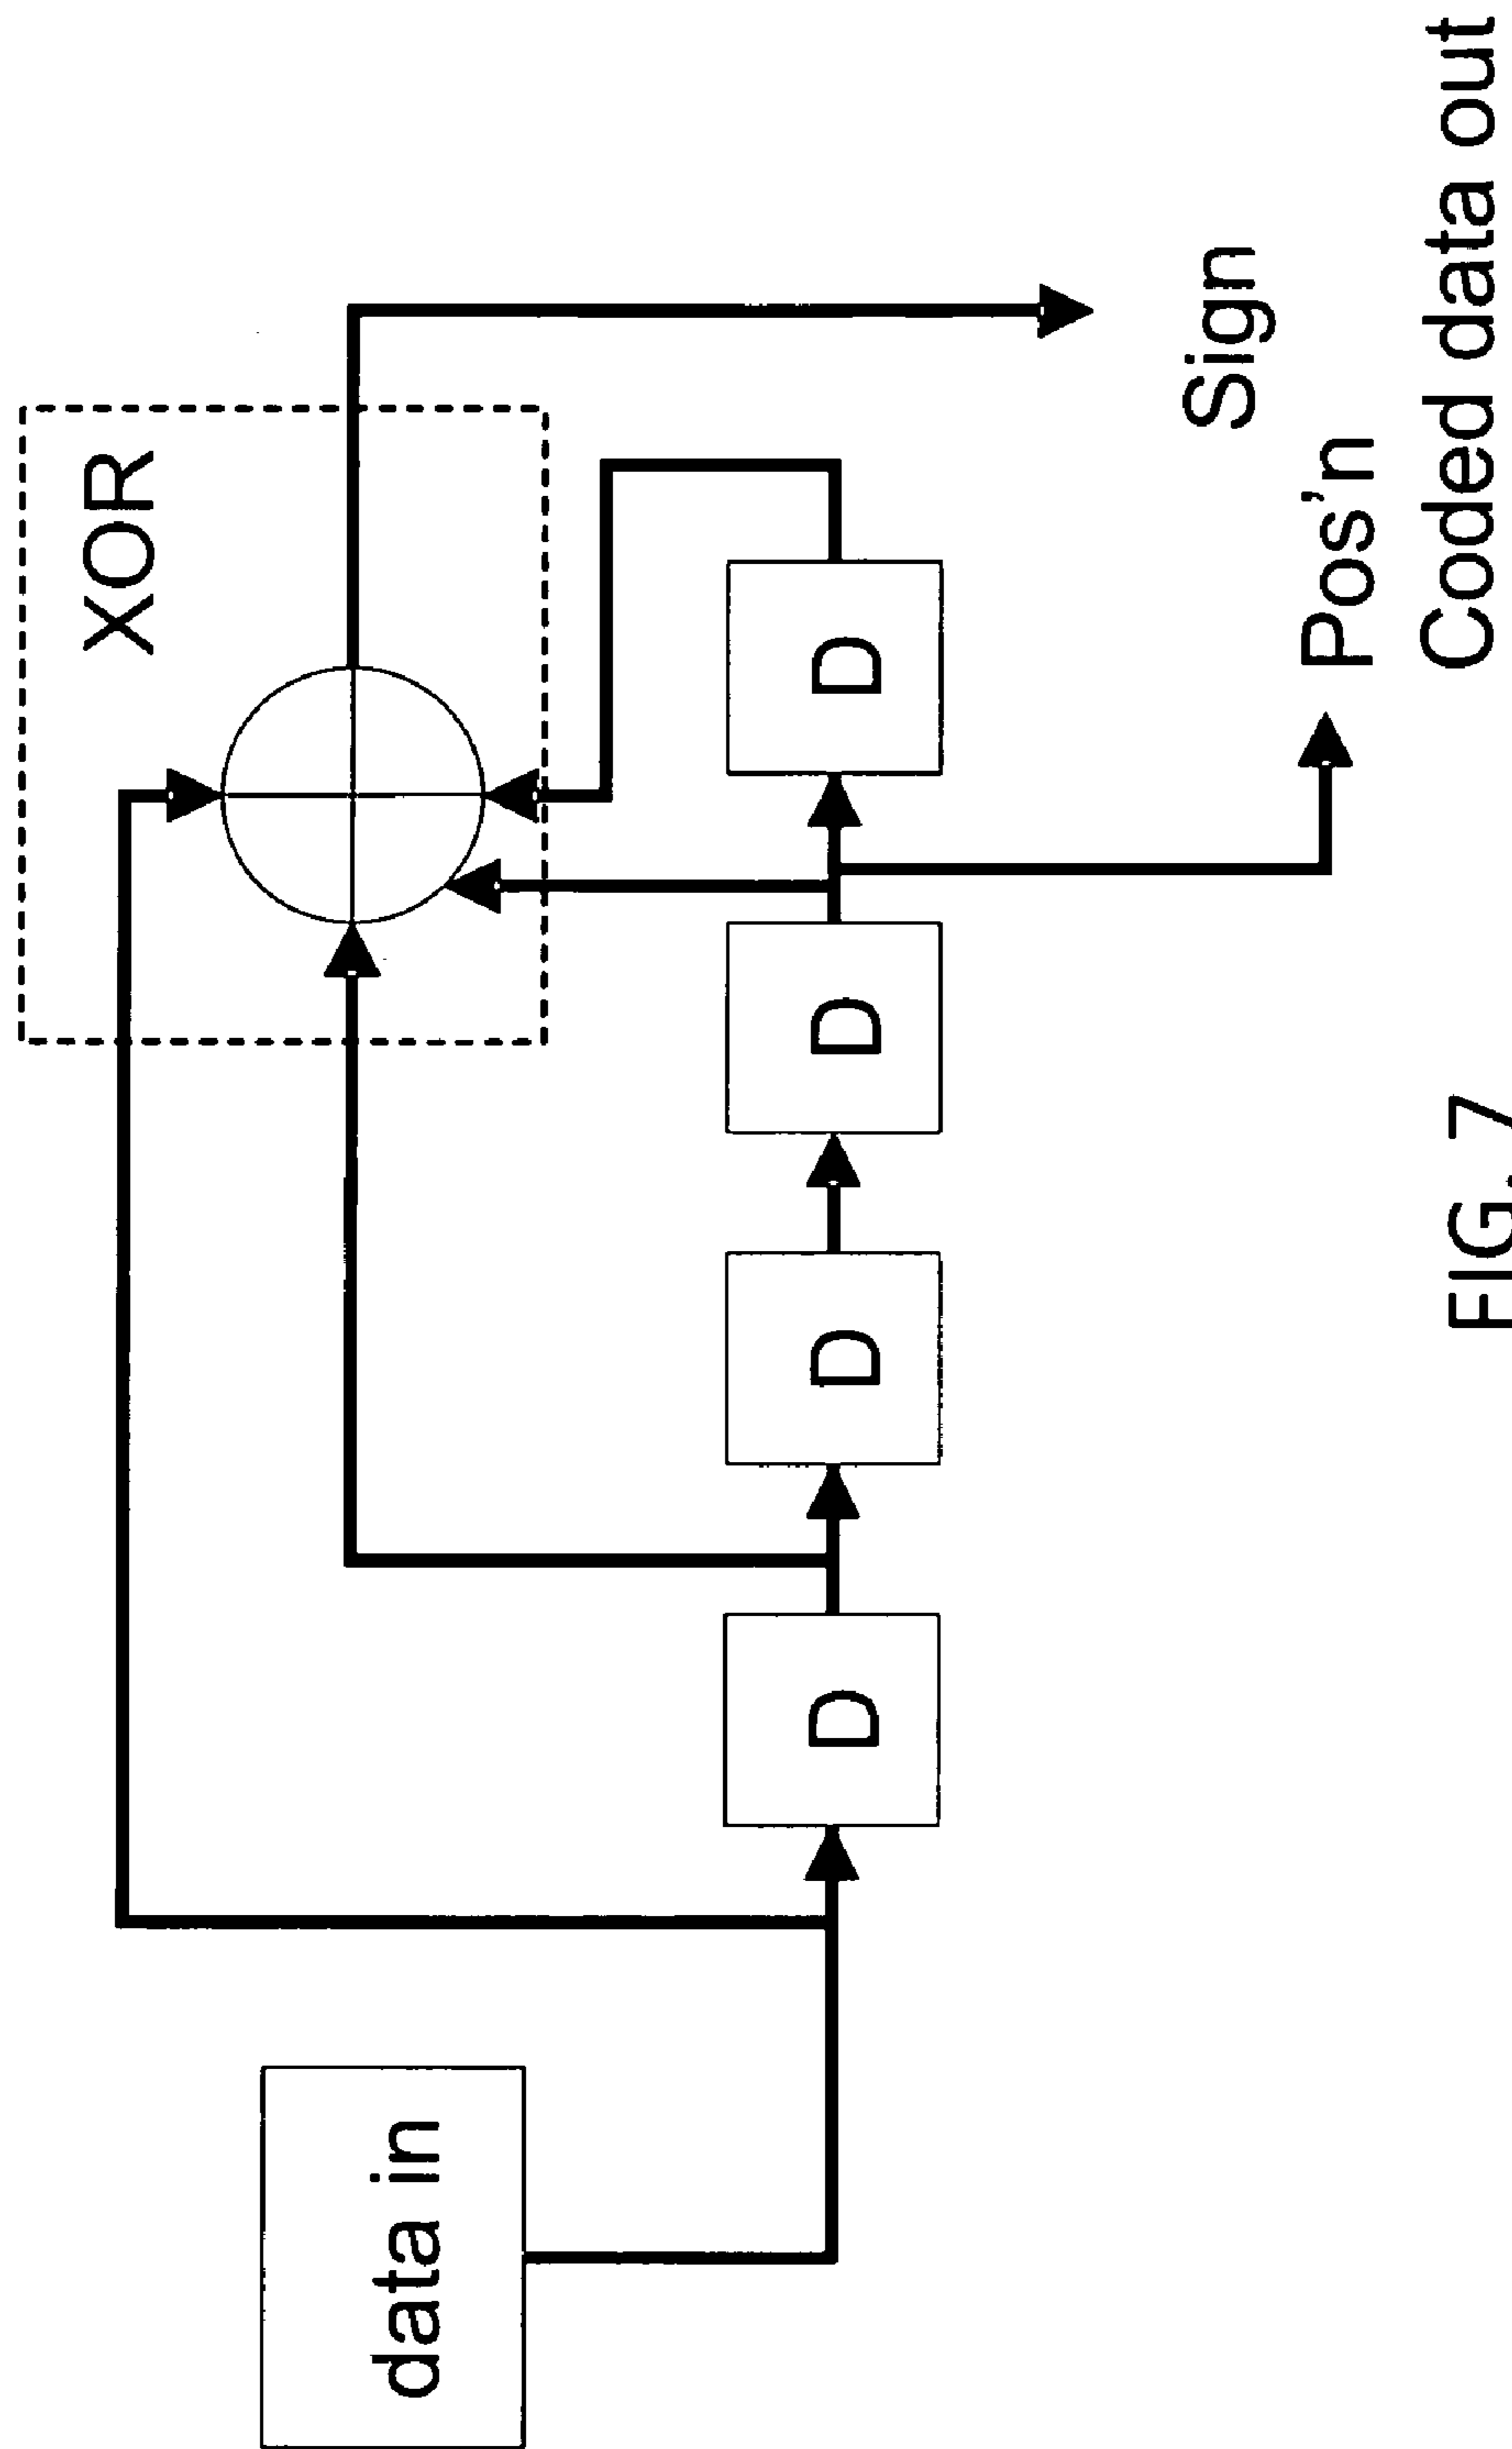 XOR
data in
D
D
D
D
Sign
Pos'n
Coded data out
FIG. 7